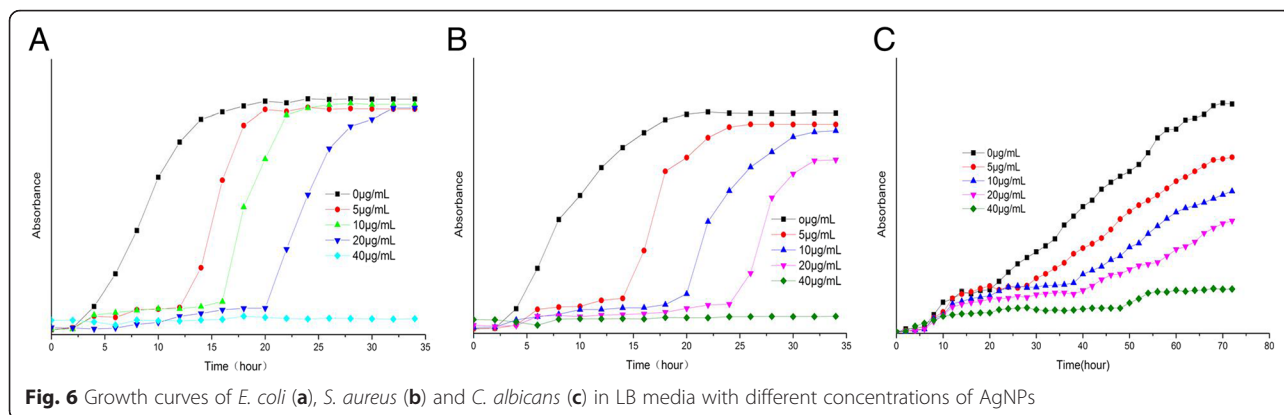 A
Absorbance
0μg/mL
5μg/mL
10μg/mL
20μg/mL
40μg/mL
0 5 10 15 20 25 30 35
Time (hour)
B
Absorbance
oμg/mL
5μg/mL
10μg/mL
20μg/mL
40μg/mL
0 5 10 15 20 25 30 35
Time (hour)
C
Absorbance
0μg/mL
5μg/mL
10μg/mL
20μg/mL
40μg/mL
0 10 20 30 40 50 60 70 80
Time(hour)
Fig. 6 Growth curves of E. coli (a), S. aureus (b) and C. albicans (c) in LB media with different concentrations of AgNPs